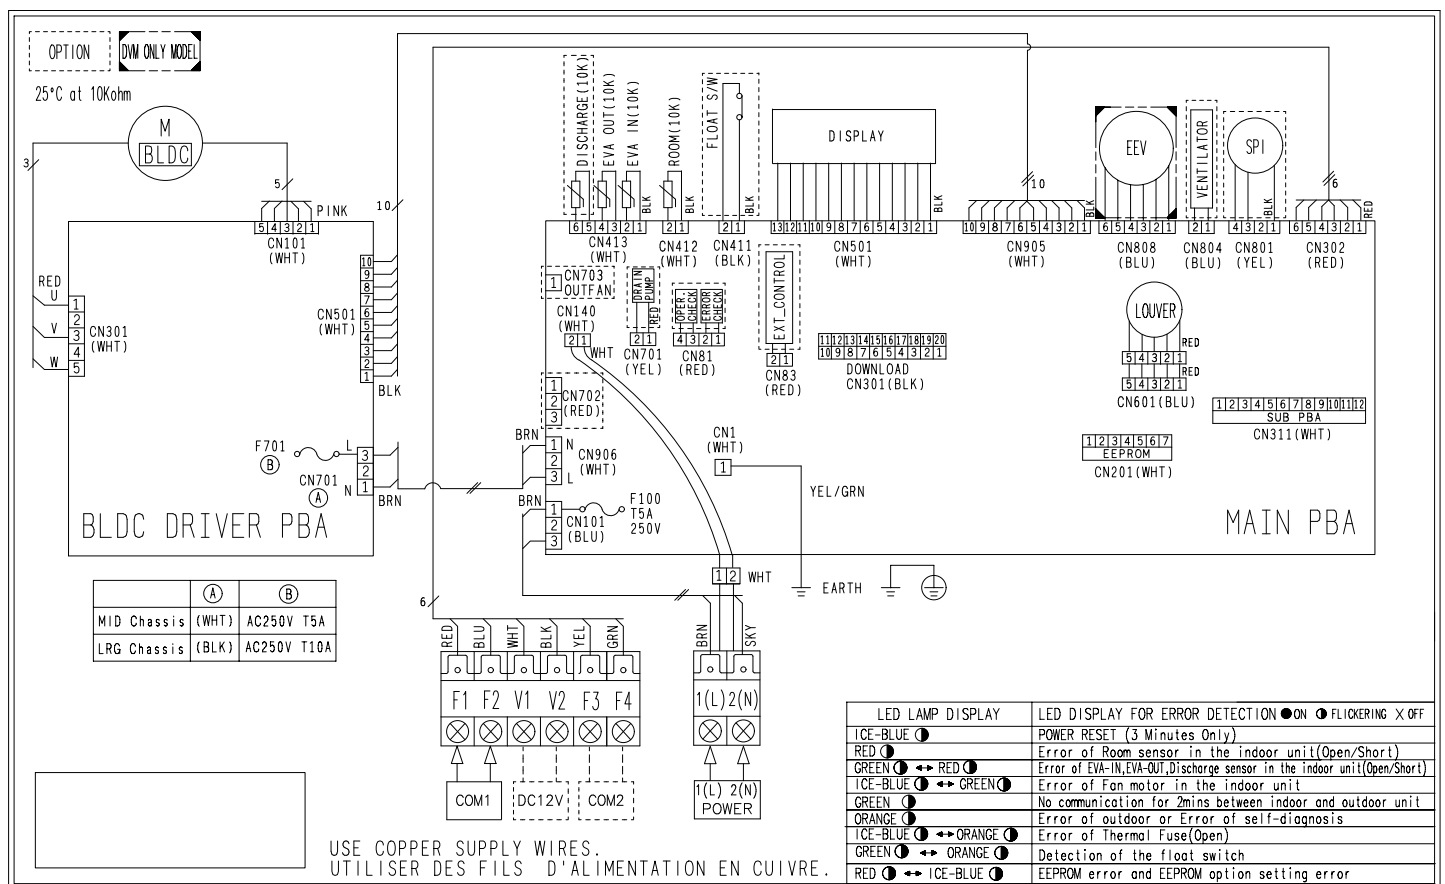 OPTION
DVM ONLY MODEL
25°C at 10Kohm
M
BLDC
3
5
PINK
10
5 4 3 2 1
CN101
(WHT)
RED
U
V
W
1
2
3
4
5
CN301
(WHT)
10
9
8
7
6
5
4
3
2
1
CN501
(WHT)
BLK
F701
B
L
3
2
1
CN701
A
N
BRN
BLDC DRIVER PBA
A B
MID Chassis (WHT) AC250V T5A
LRG Chassis (BLK) AC250V T10A
DISCHARGE(10K)
EVA OUT(10K)
EVA IN(10K)
BLK
ROOM(10K)
BLK
FLOAT S/W
BLK
DISPLAY
BLK
10
BLK
EEV
VENTILATOR
SPI
BLK
6
RED
6 5 4 3 2 1
CN413
(WHT)
2 1
CN412
(WHT)
2 1
CN411
(BLK)
13 12 11 10 9 8 7 6 5 4 3 2 1
CN501
(WHT)
10 9 8 7 6 5 4 3 2 1
CN905
(WHT)
6 5 4 3 2 1
CN808
(BLU)
2 1
CN804
(BLU)
4 3 2 1
CN801
(YEL)
6 5 4 3 2 1
CN302
(RED)
1
CN703
OUTFAN
CN140
(WHT)
2 1
WHT
DRAIN
PUMP
RED
2 1
CN701
(YEL)
OPER.
CHECK
ERROR
CHECK
4 3 2 1
CN81
(RED)
EXT_CONTROL
2 1
CN83
(RED)
11 12 13 14 15 16 17 18 19 20
10 9 8 7 6 5 4 3 2 1
DOWNLOAD
CN301(BLK)
LOUVER
RED
5 4 3 2 1
RED
5 4 3 2 1
CN601(BLU)
1 2 3 4 5 6 7 8 9 10 11 12
SUB PBA
CN311(WHT)
1 2 3 4 5 6 7
EEPROM
CN201(WHT)
1
2
3
CN702
(RED)
BRN
1
2
3
N
L
CN906
(WHT)
BRN
1
2
3
CN101
(BLU)
F100
T5A
250V
CN1
(WHT)
1
YEL/GRN
MAIN PBA
1 2 WHT
EARTH
6
RED BLU WHT BLK YEL GRN
BRN SKY
F1 F2 V1 V2 F3 F4
1(L) 2(N)
COM1
DC12V
COM2
1(L) 2(N)
POWER
USE COPPER SUPPLY WIRES.
UTILISER DES FILS D'ALIMENTATION EN CUIVRE.
LED LAMP DISPLAY LED DISPLAY FOR ERROR DETECTION ●ON ◑FLICKERING X OFF
ICE-BLUE ◑ POWER RESET (3 Minutes Only)
RED ◑ Error of Room sensor in the indoor unit(Open/Short)
GREEN ◑ ↔ RED ◑ Error of EVA-IN,EVA-OUT,Discharge sensor in the indoor unit(Open/Short)
ICE-BLUE ◑ ↔ GREEN ◑ Error of Fan motor in the indoor unit
GREEN ◑ No communication for 2mins between indoor and outdoor unit
ORANGE ◑ Error of outdoor or Error of self-diagnosis
ICE-BLUE ◑ ↔ ORANGE ◑ Error of Thermal Fuse(Open)
GREEN ◑ ↔ ORANGE ◑ Detection of the float switch
RED ◑ ↔ ICE-BLUE ◑ EEPROM error and EEPROM option setting error